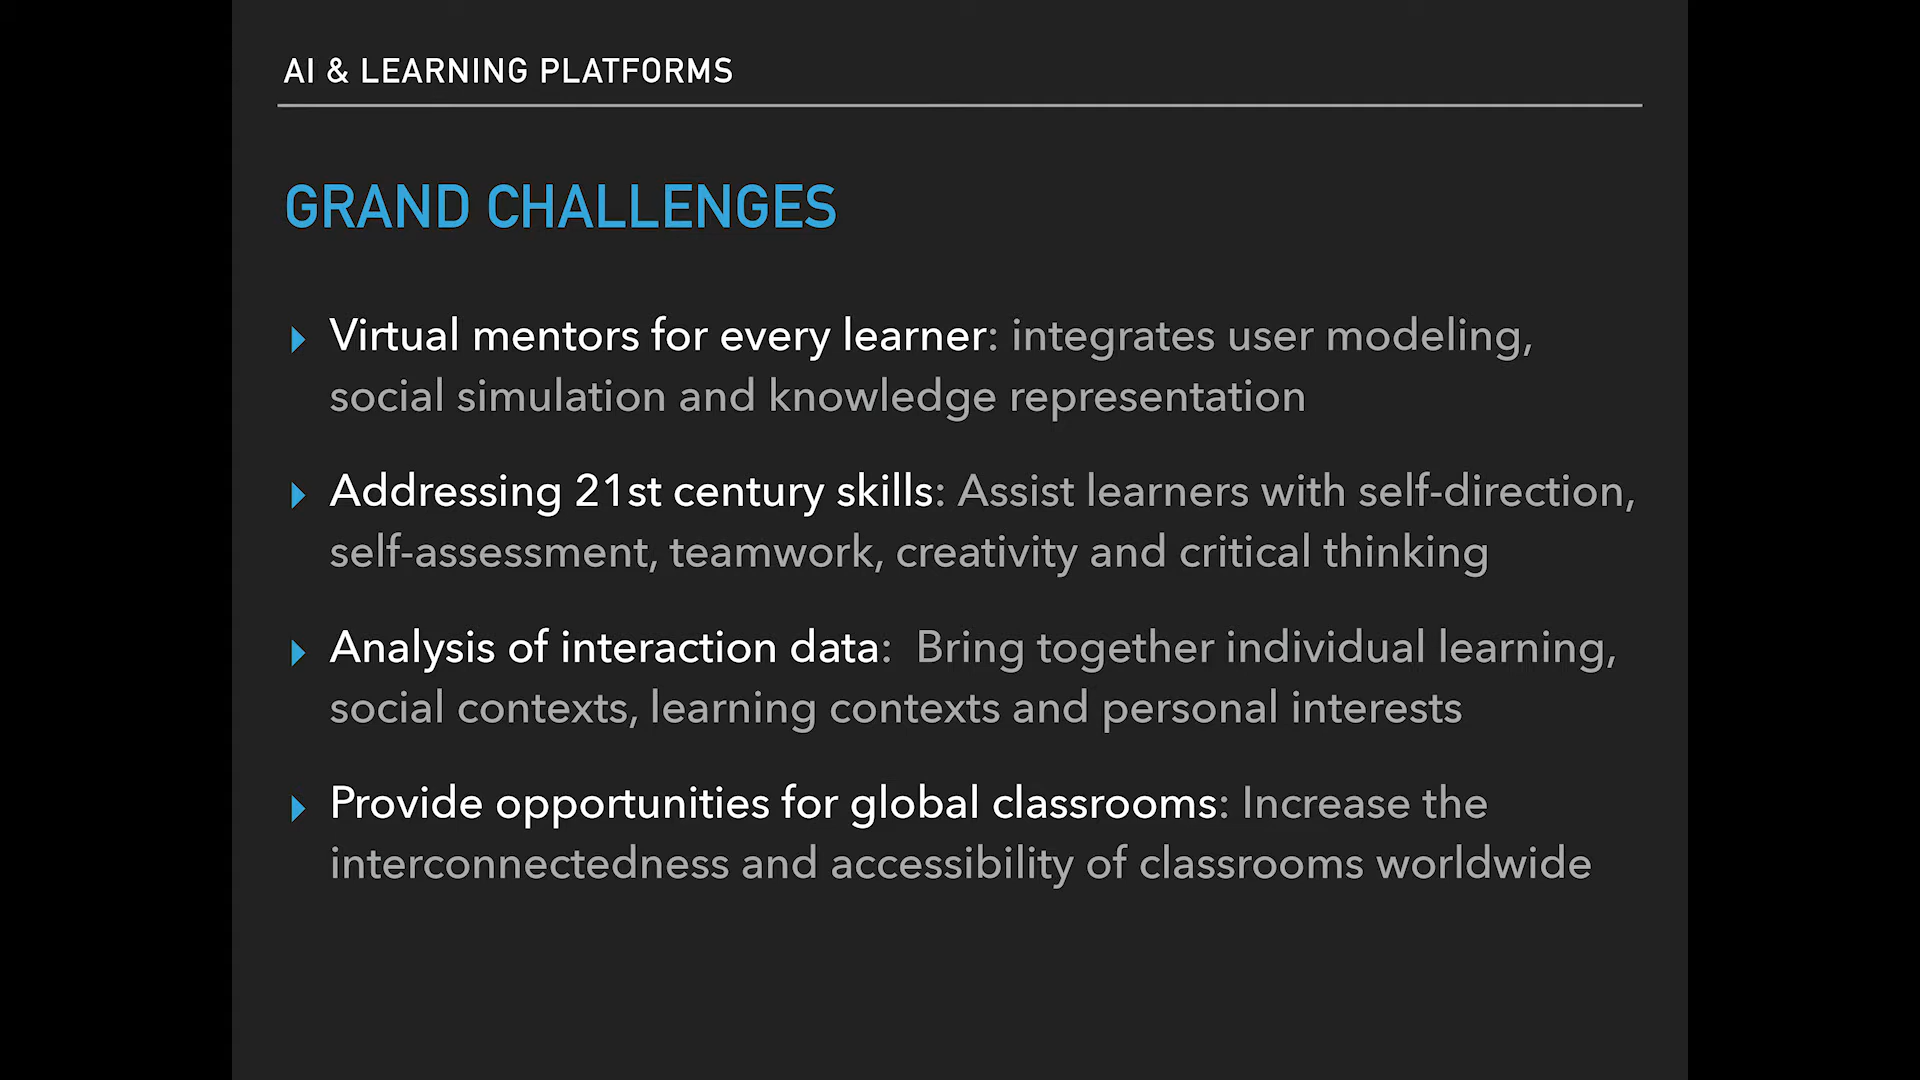 AI & LEARNING PLATFORMS
GRAND CHALLENGES
Virtual mentors for every learner: integrates user modeling,
social simulation and knowledge representation
Addressing 21st century skills: Assist learners with self-direction,
self-assessment, teamwork, creativity and critical thinking
Analysis of interaction data:  Bring together individual learning,
social contexts, learning contexts and personal interests
Provide opportunities for global classrooms: Increase the
interconnectedness and accessibility of classrooms worldwide